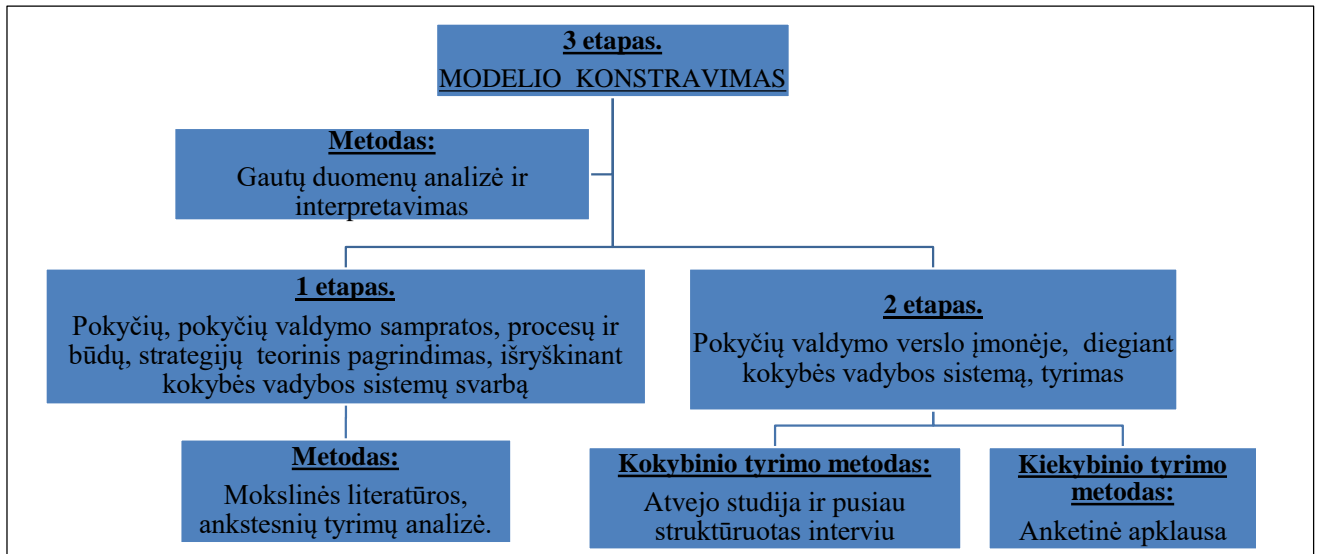 3 etapas.
MODELIO KONSTRAVIMAS
Metodas:
Gautų duomenų analizė ir
interpretavimas
1 etapas.
Pokyčių, pokyčių valdymo sampratos, procesų ir
būdų, strategijų teorinis pagrindimas, išryškinant
kokybės vadybos sistemų svarbą
2 etapas.
Pokyčių valdymo verslo įmonėje, diegiant
kokybės vadybos sistemą, tyrimas
Metodas:
Mokslinės literatūros,
ankstesnių tyrimų analizė.
Kokybinio tyrimo metodas:
Atvejo studija ir pusiau
struktūruotas interviu
Kiekybinio tyrimo
metodas:
Anketinė apklausa